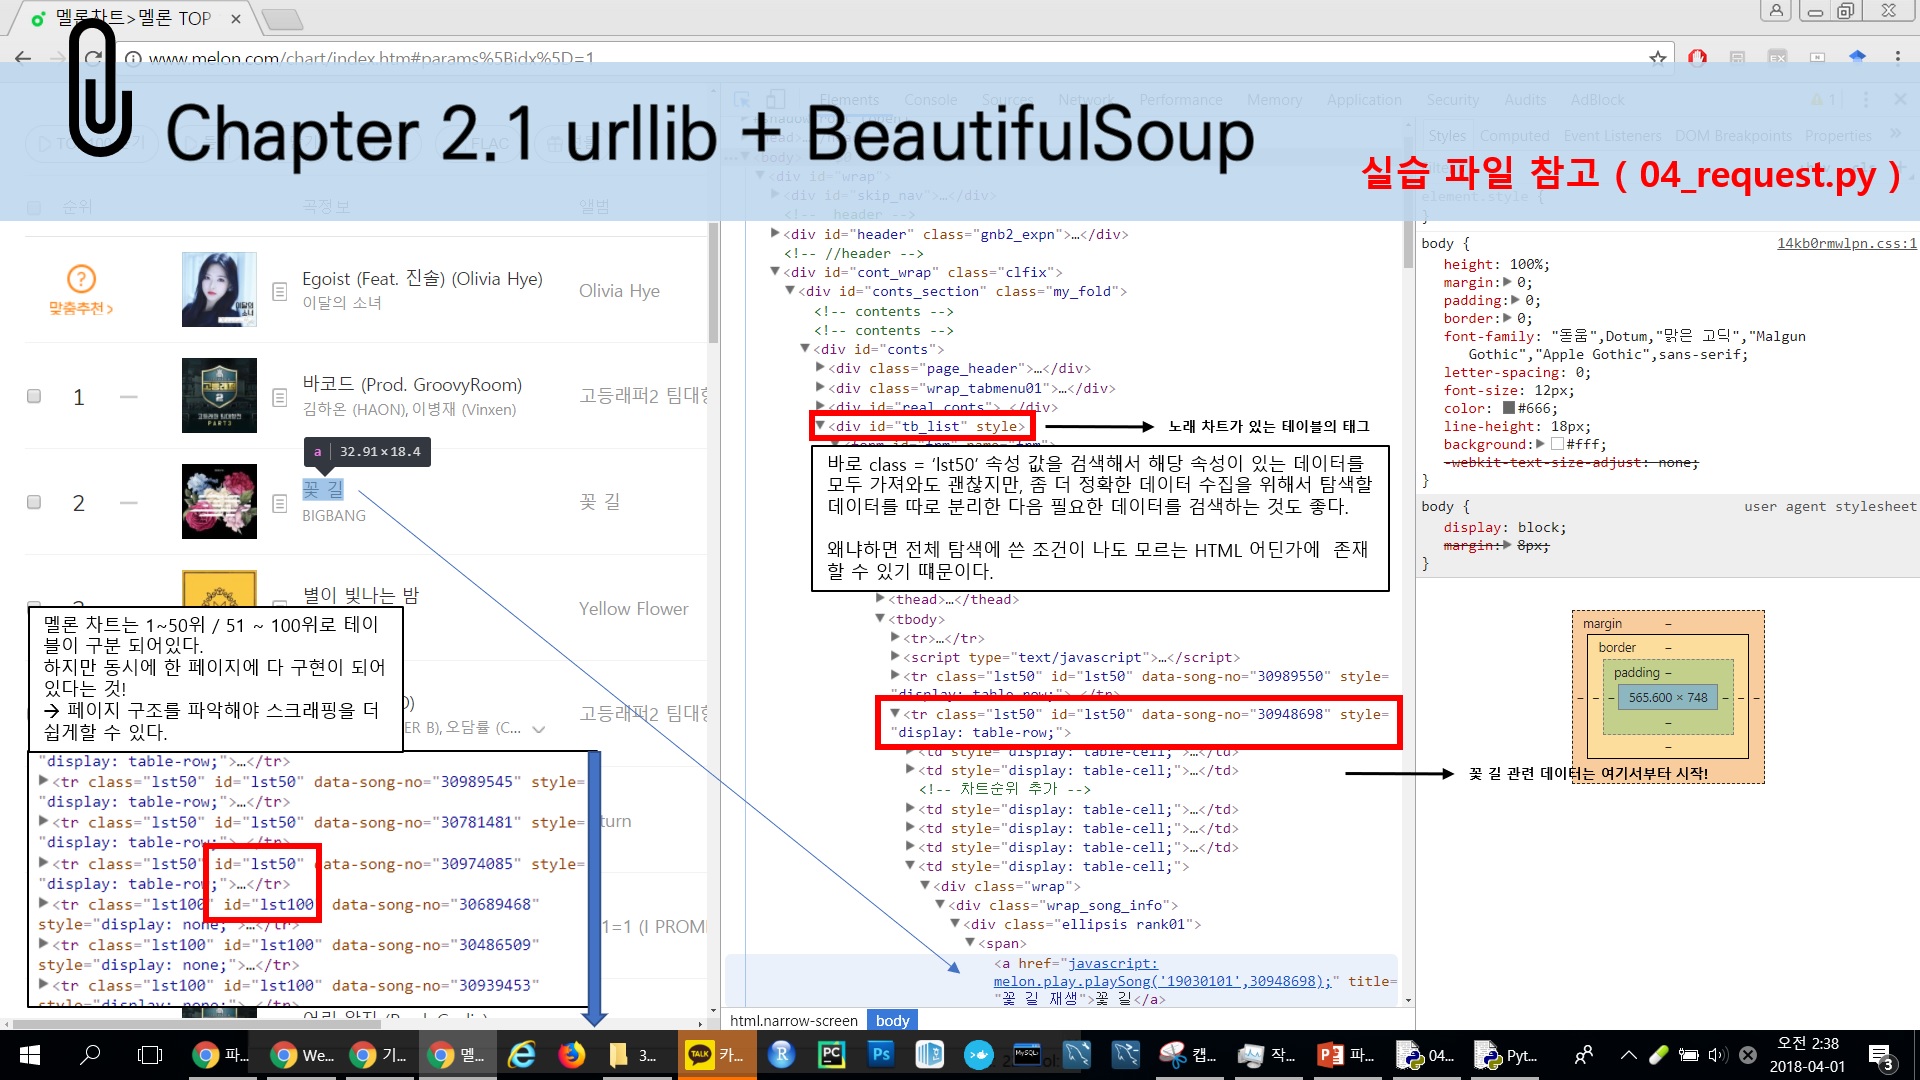 멜론차트>멜론 TOP
www.melon.com/chart/index.htm#params%5Bidx%5D=1
Chapter 2.1 urllib + BeautifulSoup
실습 파일 참고 ( 04_request.py )
Elements Console Sources Network Performance Memory Application Security Audits AdBlock
Styles Computed Event Listeners DOM Breakpoints Properties
순위 곡정보 앨범
맞춤추천 >
Egoist (Feat. 진솔) (Olivia Hye)
이달의 소녀
Olivia Hye
1
바코드 (Prod. GroovyRoom)
김하온 (HAON), 이병재 (Vinxen)
고등래퍼2 팀대항
a 32.91×18.4
2
꽃 길
BIGBANG
꽃 길
별이 빛나는 밤
Yellow Flower
멜론 차트는 1~50위 / 51 ~ 100위로 테이
블이 구분 되어있다.
하지만 동시에 한 페이지에 다 구현이 되어
있다는 것!
→ 페이지 구조를 파악해야 스크래핑을 더
쉽게할 수 있다.
ER B), 오담률 (C...
고등래퍼2 팀대항
"display: table-row;">…</tr>
<tr class="lst50" id="lst50" data-song-no="30989545" style=
"display: table-row;">…</tr>
<tr class="lst50" id="lst50" data-song-no="30781481" style=
"display: table-row;">…</tr>
<tr class="lst50" id="lst50" data-song-no="30974085" style=
"display: table-row;">…</tr>
<tr class="lst100" id="lst100" data-song-no="30689468"
style="display: none;">…</tr>
<tr class="lst100" id="lst100" data-song-no="30486509"
style="display: none;">…</tr>
<tr class="lst100" id="lst100" data-song-no="30939453"
style="display: none;">…</tr>
turn
1=1 (I PROM
<body>
<div id="wrap">
<div id="skip_nav">…</div>
<!-- header -->
<div id="header" class="gnb2_expn">…</div>
<!-- //header -->
<div id="cont_wrap" class="clfix">
<div id="conts_section" class="my_fold">
<!-- contents -->
<!-- contents -->
<div id="conts">
<div class="page_header">…</div>
<div class="wrap_tabmenu01">…</div>
<div id="real_conts">…</div>
<div id="tb_list" style>
노래 차트가 있는 테이블의 태그
바로 class = ‘lst50’ 속성 값을 검색해서 해당 속성이 있는 데이터를
모두 가져와도 괜찮지만, 좀 더 정확한 데이터 수집을 위해서 탐색할
데이터를 따로 분리한 다음 필요한 데이터를 검색하는 것도 좋다.
왜냐하면 전체 탐색에 쓴 조건이 나도 모르는 HTML 어딘가에 존재
할 수 있기 떄문이다.
<thead>…</thead>
<tbody>
<tr>…</tr>
<script type="text/javascript">…</script>
<tr class="lst50" id="lst50" data-song-no="30989550" style=
"display: table-row;">…</tr>
<tr class="lst50" id="lst50" data-song-no="30948698" style=
"display: table-row;">
<td style="display: table-cell;">…</td>
<td style="display: table-cell;">…</td>
꽃 길 관련 데이터는 여기서부터 시작!
<!-- 차트순위 추가 -->
<td style="display: table-cell;">…</td>
<td style="display: table-cell;">…</td>
<td style="display: table-cell;">…</td>
<td style="display: table-cell;">
<div class="wrap">
<div class="wrap_song_info">
<div class="ellipsis rank01">
<span>
<a href="javascript:
melon.play.playSong('19030101',30948698);" title=
"꽃 길 재생">꽃 길</a>
html.narrow-screen body
element.style {
}
body { 14kb0rmwlpn.css:1
height: 100%;
margin: 0;
padding: 0;
border: 0;
font-family: "돋움",Dotum,"맑은 고딕","Malgun
Gothic","Apple Gothic",sans-serif;
letter-spacing: 0;
font-size: 12px;
color: #666;
line-height: 18px;
background: #fff;
-webkit-text-size-adjust: none;
}
body { user agent stylesheet
display: block;
margin: 8px;
}
margin –
border –
padding –
565.600 × 748
파...
We...
기...
멜...
3...
TALK
카...
R
PC
Ps
MySQL
캡...
작...
파...
04...
Pyt...
오전 2:38
2018-04-01
3